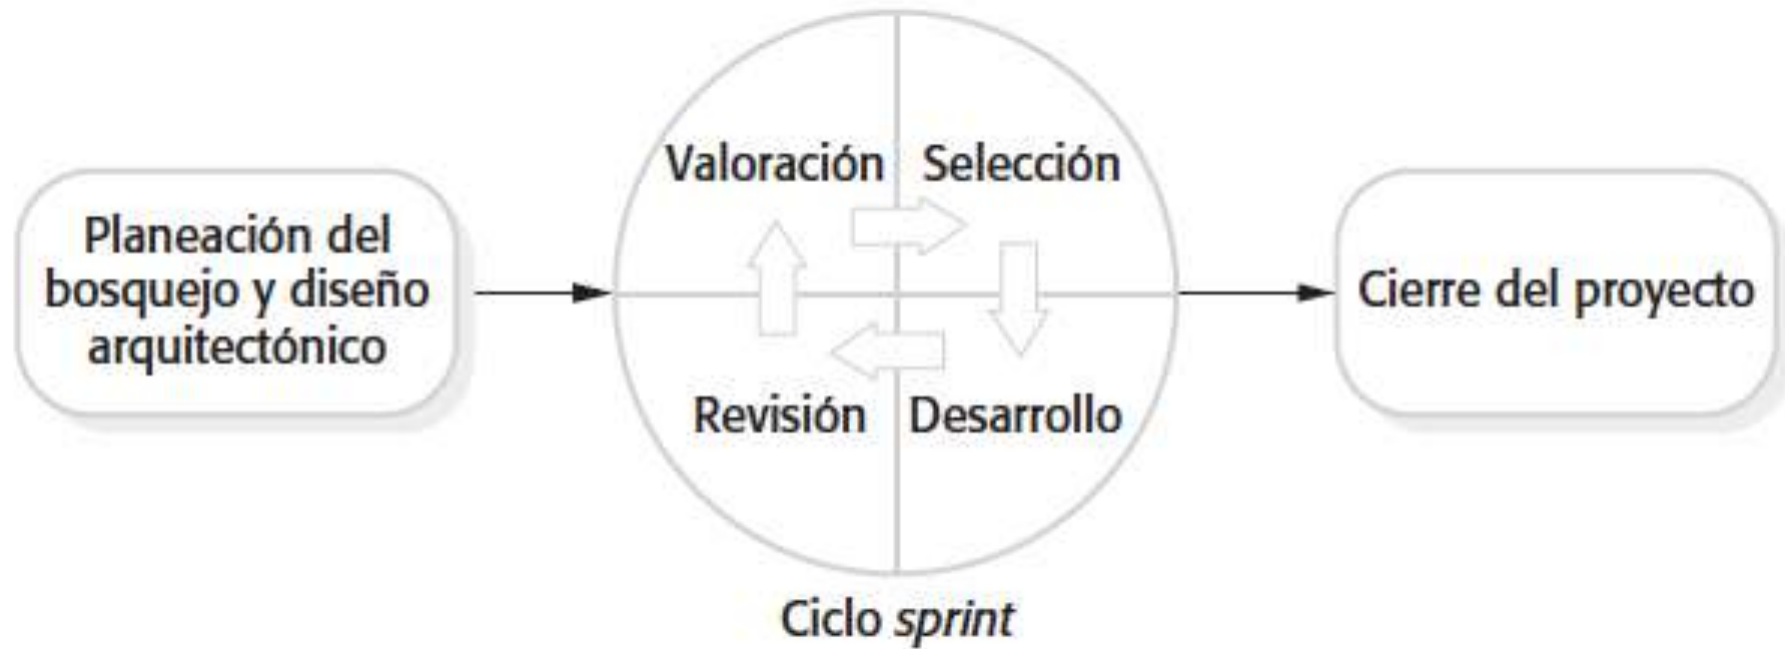 Planeación del
bosquejo y diseño
arquitectónico
Valoración
Selección
Revisión
Desarrollo
Ciclo sprint
Cierre del proyecto